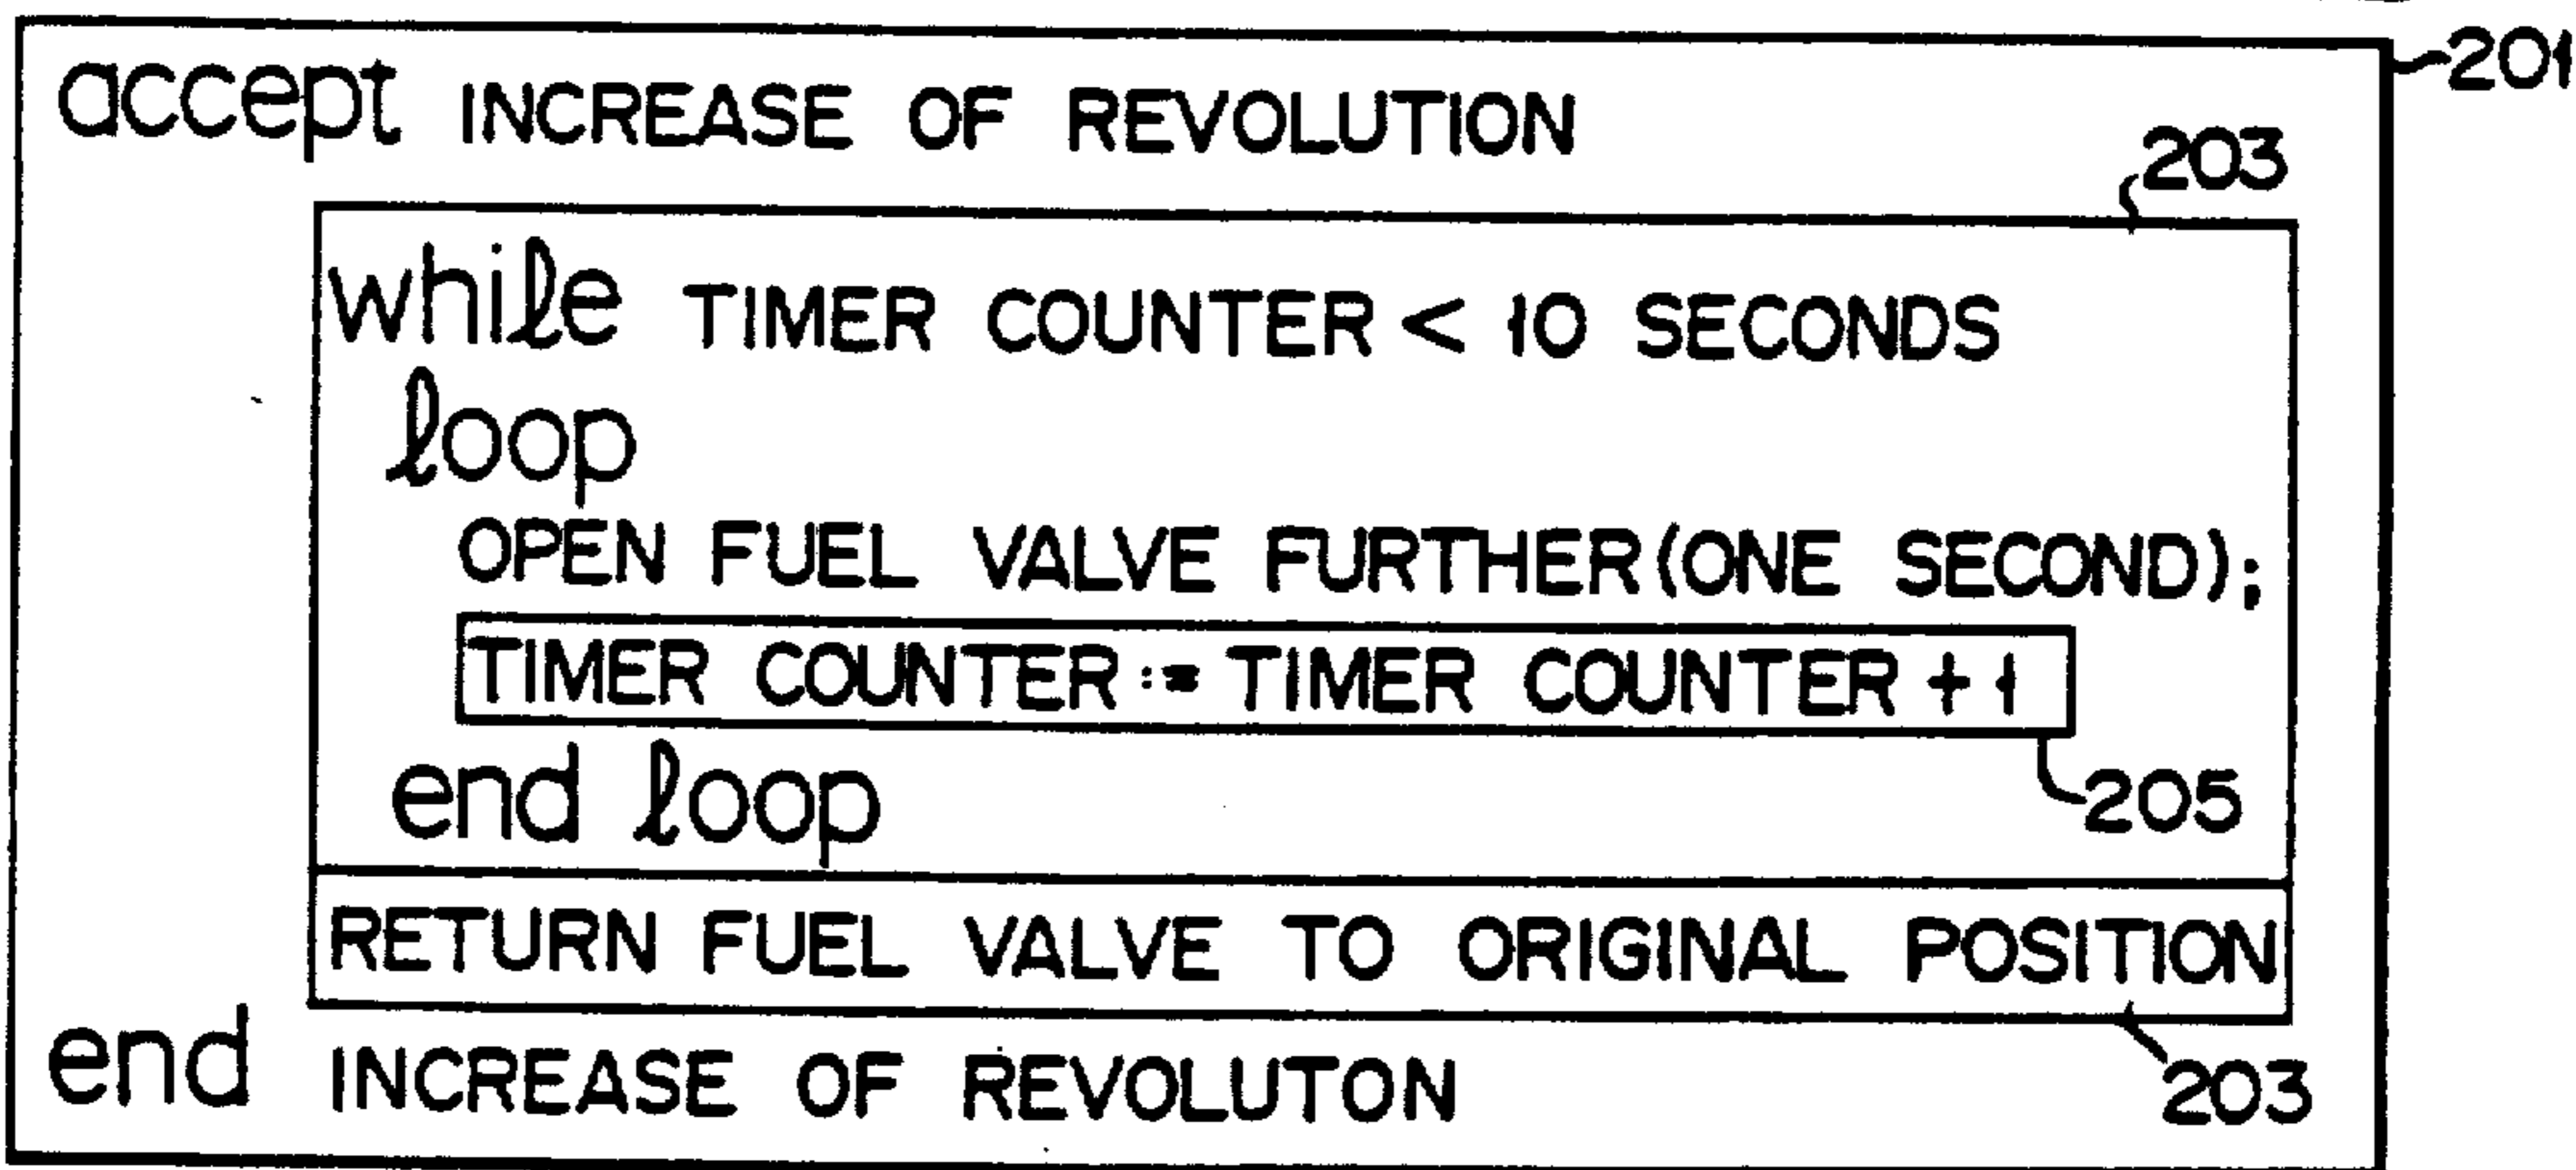 201
accept INCREASE OF REVOLUTION
203
while TIMER COUNTER < 10 SECONDS
loop
OPEN FUEL VALVE FURTHER(ONE SECOND);
TIMER COUNTER := TIMER COUNTER + 1
end loop
205
RETURN FUEL VALVE TO ORIGINAL POSITION
end INCREASE OF REVOLUTON
203